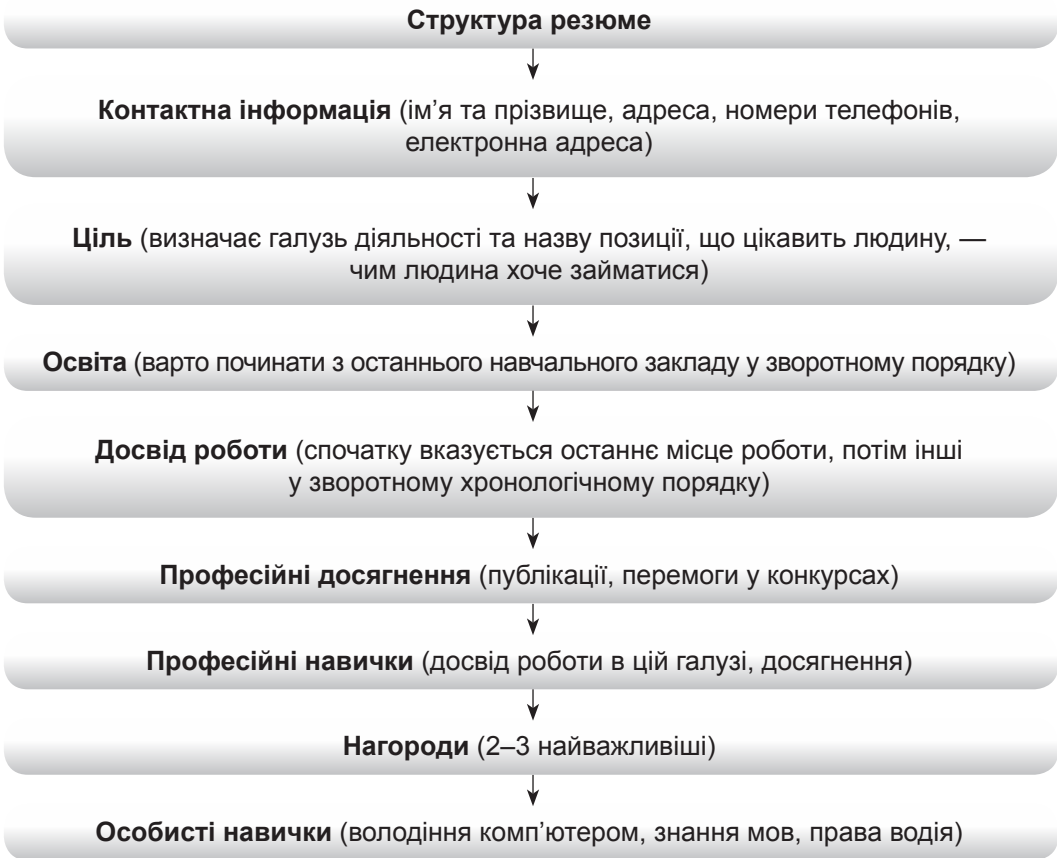 Структура резюме
Контактна інформація (ім’я та прізвище, адреса, номери телефонів,
електронна адреса)
Ціль (визначає галузь діяльності та назву позиції, що цікавить людину, —
чим людина хоче займатися)
Освіта (варто починати з останнього навчального закладу у зворотному порядку)
Досвід роботи (спочатку вказується останнє місце роботи, потім інші
у зворотному хронологічному порядку)
Професійні досягнення (публікації, перемоги у конкурсах)
Професійні навички (досвід роботи в цій галузі, досягнення)
Нагороди (2–3 найважливіші)
Особисті навички (володіння комп’ютером, знання мов, права водія)